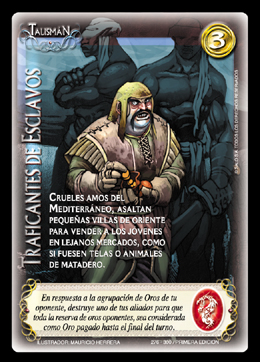 TALISMÁN
3
TRAFICANTES DE ESCLAVOS
CRUELES AMOS DEL
MEDITERRÁNEO, ASALTAN
PEQUEÑAS VILLAS DE ORIENTE
PARA VENDER A LOS JÓVENES
EN LEJANOS MERCADOS, COMO
SI FUESEN TELAS O ANIMALES
DE MATADERO.
En respuesta a la agrupación de Oros de tu
oponente, destruye uno de tus aliados para que
toda la reserva de oros oponentes, sea considerada
como Oro pagado hasta el final del turno.
ILUSTRADOR: MAURICIO HERRERA
PRIMERA EDICIÓN